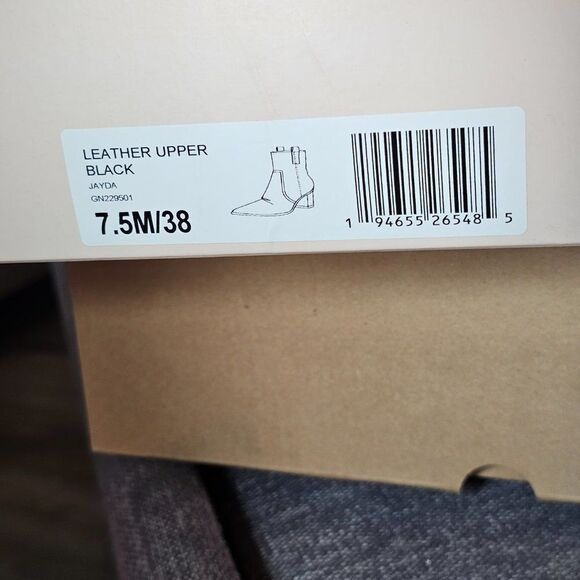 LEATHER UPPER
BLACK
JAYDA
GN229501
7.5M/38
1 94655 26548 5